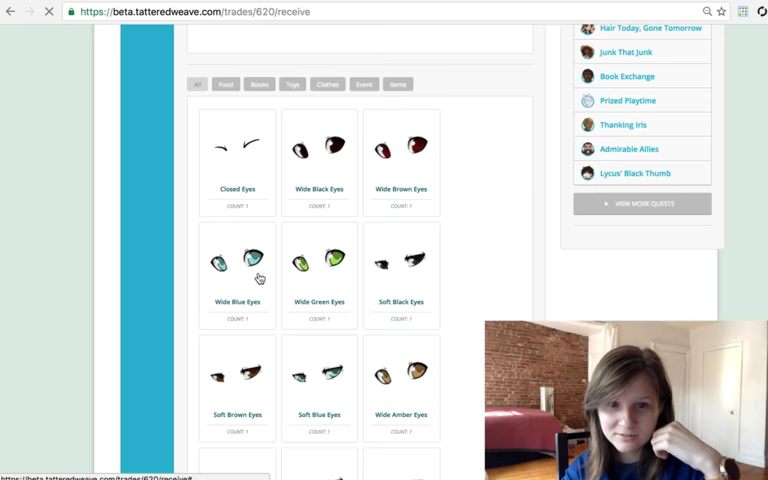 https://beta.tatteredweave.com/trades/620/receive
Hair Today, Gone Tomorrow
Junk That Junk
Book Exchange
Prized Playtime
Thanking Iris
Admirable Allies
Lycus' Black Thumb
VIEW MORE QUESTS
All Food Books Toys Clothes Event Items
Closed Eyes Wide Black Eyes Wide Brown Eyes
COUNT: 1 COUNT: 1 COUNT: 1
Wide Blue Eyes Wide Green Eyes Soft Black Eyes
COUNT: 1 COUNT: 1 COUNT: 1
Soft Brown Eyes Soft Blue Eyes Wide Amber Eyes
COUNT: 1 COUNT: 1 COUNT: 1
https://beta.tatteredweave.com/trades/620/receive#